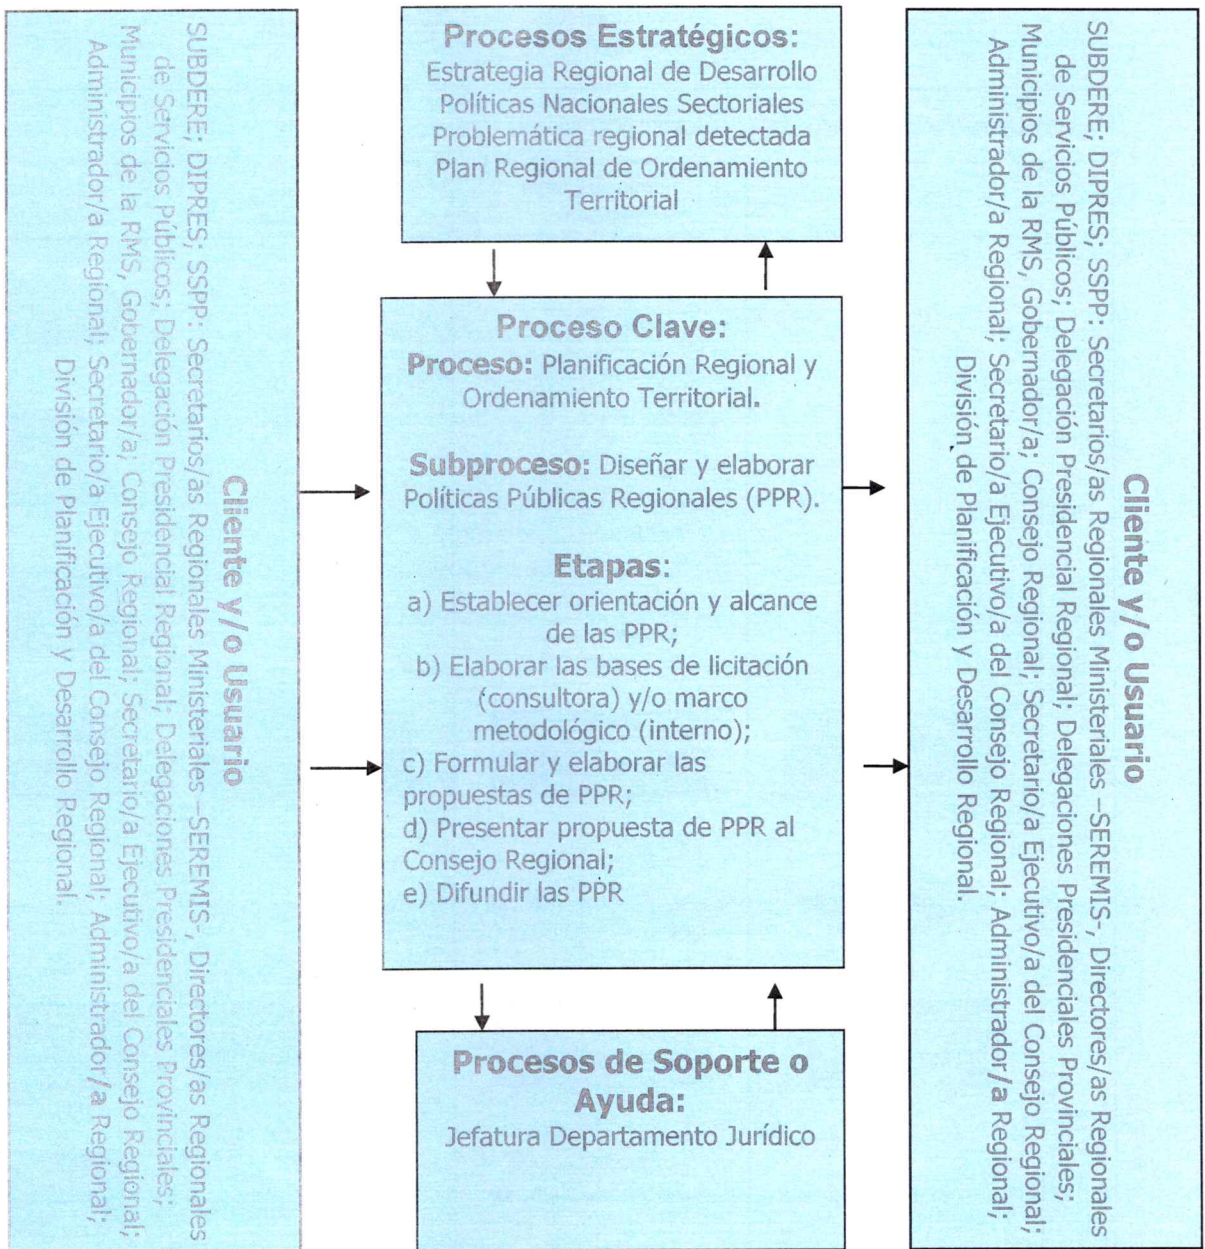 Cliente y/o Usuario
SUBDERE; DIPRES; SSPP: Secretarios/as Regionales Ministeriales –SEREMIS-, Directores/as Regionales
de Servicios Públicos; Delegación Presidencial Regional; Delegaciones Presidenciales Provinciales;
Municipios de la RMS, Gobernador/a; Consejo Regional; Secretario/a Ejecutivo/a del Consejo Regional;
Administrador/a Regional; Secretario/a Ejecutivo/a del Consejo Regional; Administrador/a Regional;
División de Planificación y Desarrollo Regional.
Procesos Estratégicos:
Estrategia Regional de Desarrollo
Políticas Nacionales Sectoriales
Problemática regional detectada
Plan Regional de Ordenamiento
Territorial
Proceso Clave:
Proceso: Planificación Regional y
Ordenamiento Territorial.
Subproceso: Diseñar y elaborar
Políticas Públicas Regionales (PPR).
Etapas:
a) Establecer orientación y alcance
de las PPR;
b) Elaborar las bases de licitación
(consultora) y/o marco
metodológico (interno);
c) Formular y elaborar las
propuestas de PPR;
d) Presentar propuesta de PPR al
Consejo Regional;
e) Difundir las PPR
Procesos de Soporte o
Ayuda:
Jefatura Departamento Jurídico
Cliente y/o Usuario
SUBDERE; DIPRES; SSPP: Secretarios/as Regionales Ministeriales –SEREMIS-, Directores/as Regionales
de Servicios Públicos; Delegación Presidencial Regional; Delegaciones Presidenciales Provinciales;
Municipios de la RMS, Gobernador/a; Consejo Regional; Secretario/a Ejecutivo/a del Consejo Regional;
Administrador/a Regional; Secretario/a Ejecutivo/a del Consejo Regional; Administrador/a Regional;
División de Planificación y Desarrollo Regional.